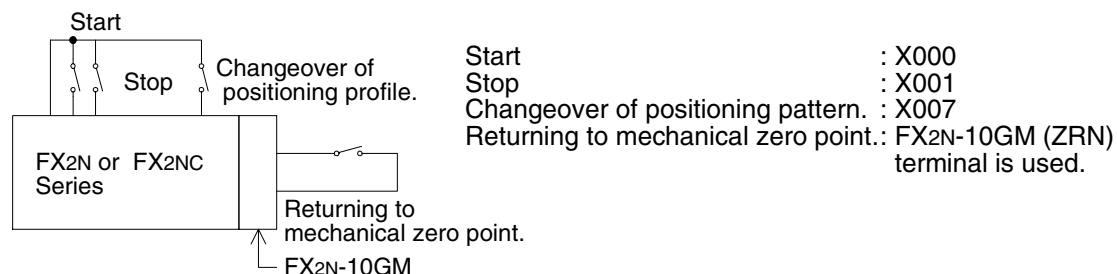 Start
Stop
Changeover of
positioning profile.
FX2N or FX2NC
Series
Returning to
mechanical zero point.
FX2N-10GM
Start : X000
Stop : X001
Changeover of positioning pattern. : X007
Returning to mechanical zero point.: FX2N-10GM (ZRN)
terminal is used.